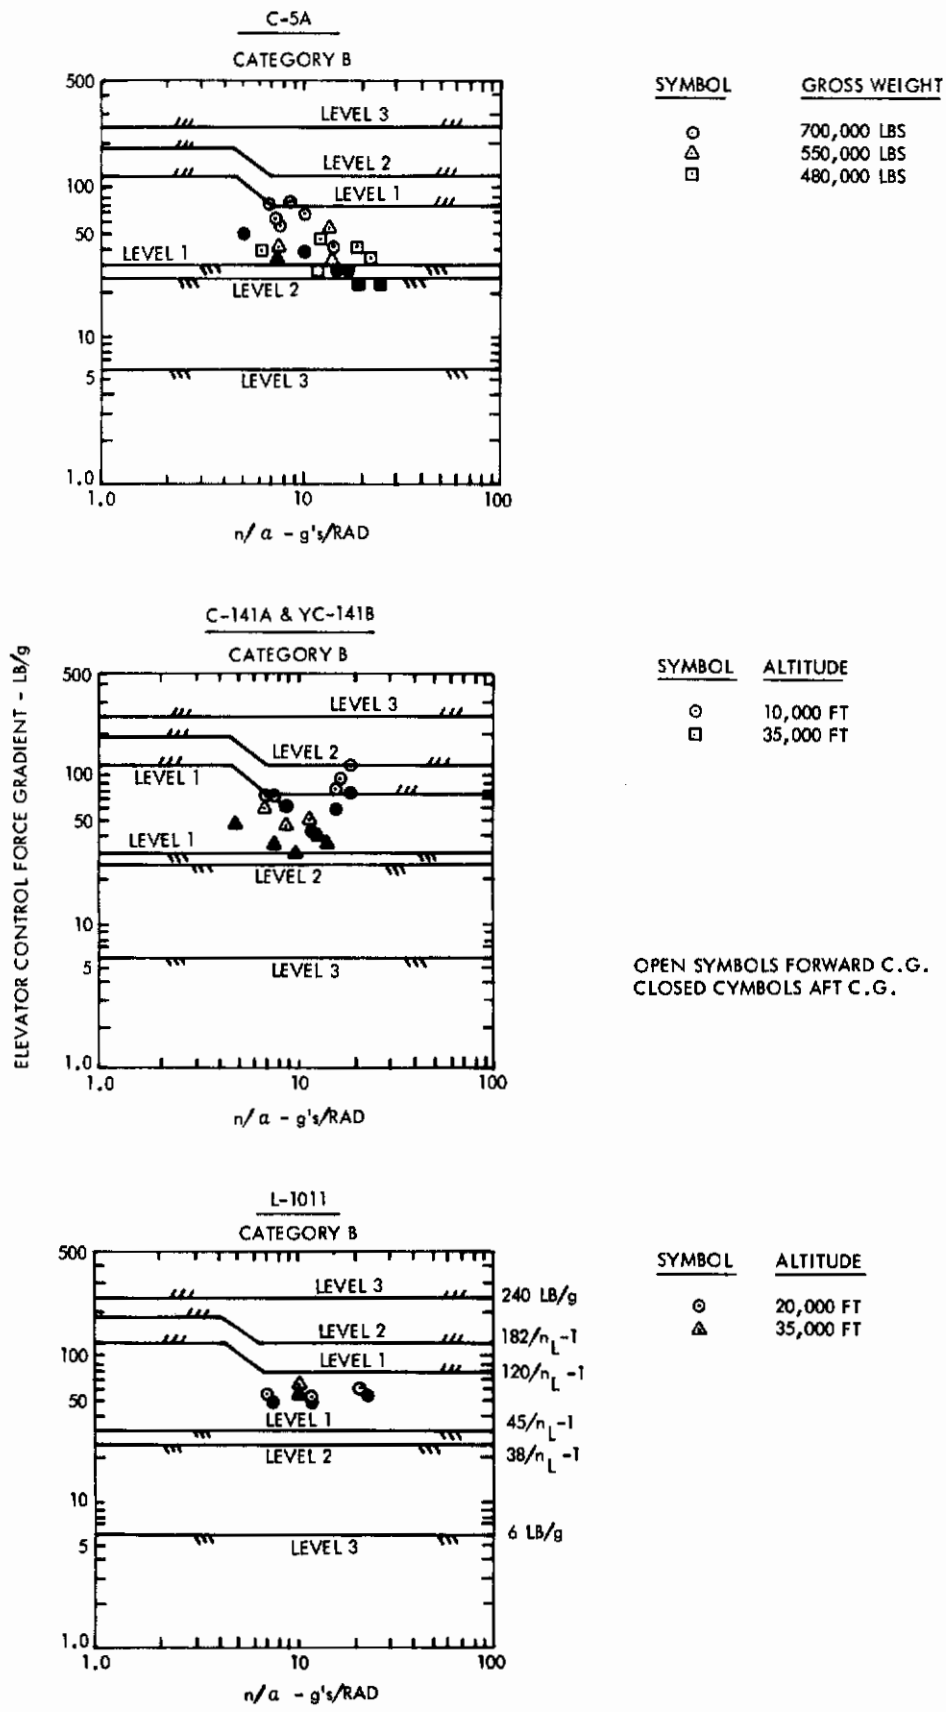 C-5A
CATEGORY B
SYMBOL GROSS WEIGHT
700,000 LBS
550,000 LBS
480,000 LBS
500
100
50
10
5
1.0
LEVEL 3
LEVEL 2
LEVEL 1
LEVEL 1
LEVEL 2
LEVEL 3
1.0 10 100
n/α - g's/RAD
ELEVATOR CONTROL FORCE GRADIENT - LB/g
C-141A & YC-141B
CATEGORY B
SYMBOL ALTITUDE
10,000 FT
35,000 FT
500
100
50
10
5
1.0
LEVEL 3
LEVEL 2
LEVEL 1
LEVEL 1
LEVEL 2
LEVEL 3
1.0 10 100
n/α - g's/RAD
OPEN SYMBOLS FORWARD C.G.
CLOSED CYMBOLS AFT C.G.
L-1011
CATEGORY B
SYMBOL ALTITUDE
20,000 FT
35,000 FT
500
100
50
10
5
1.0
LEVEL 3
LEVEL 2
LEVEL 1
LEVEL 1
LEVEL 2
LEVEL 3
240 LB/g
182/n_L-1
120/n_L-1
45/n_L-1
38/n_L-1
6 LB/g
1.0 10 100
n/α - g's/RAD